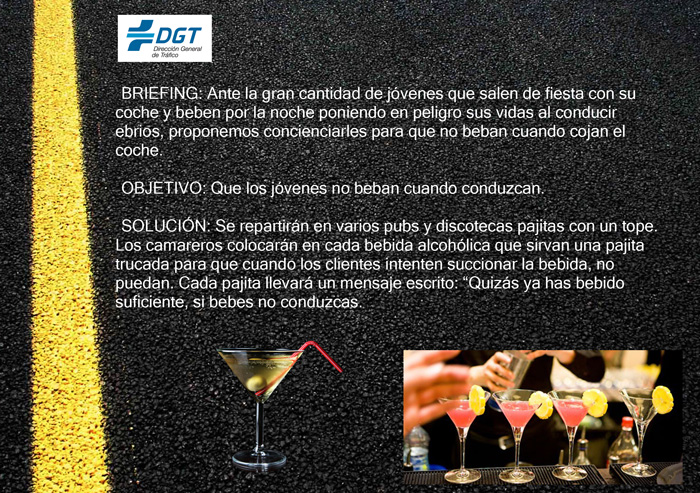 DGT
Dirección General
de Tráfico
BRIEFING: Ante la gran cantidad de jóvenes que salen de fiesta con su
coche y beben por la noche poniendo en peligro sus vidas al conducir
ebrios, proponemos concienciarles para que no beban cuando cojan el
coche.
OBJETIVO: Que los jóvenes no beban cuando conduzcan.
SOLUCIÓN: Se repartirán en varios pubs y discotecas pajitas con un tope.
Los camareros colocarán en cada bebida alcohólica que sirvan una pajita
trucada para que cuando los clientes intenten succionar la bebida, no
puedan. Cada pajita llevará un mensaje escrito: “Quizás ya has bebido
suficiente, si bebes no conduzcas.